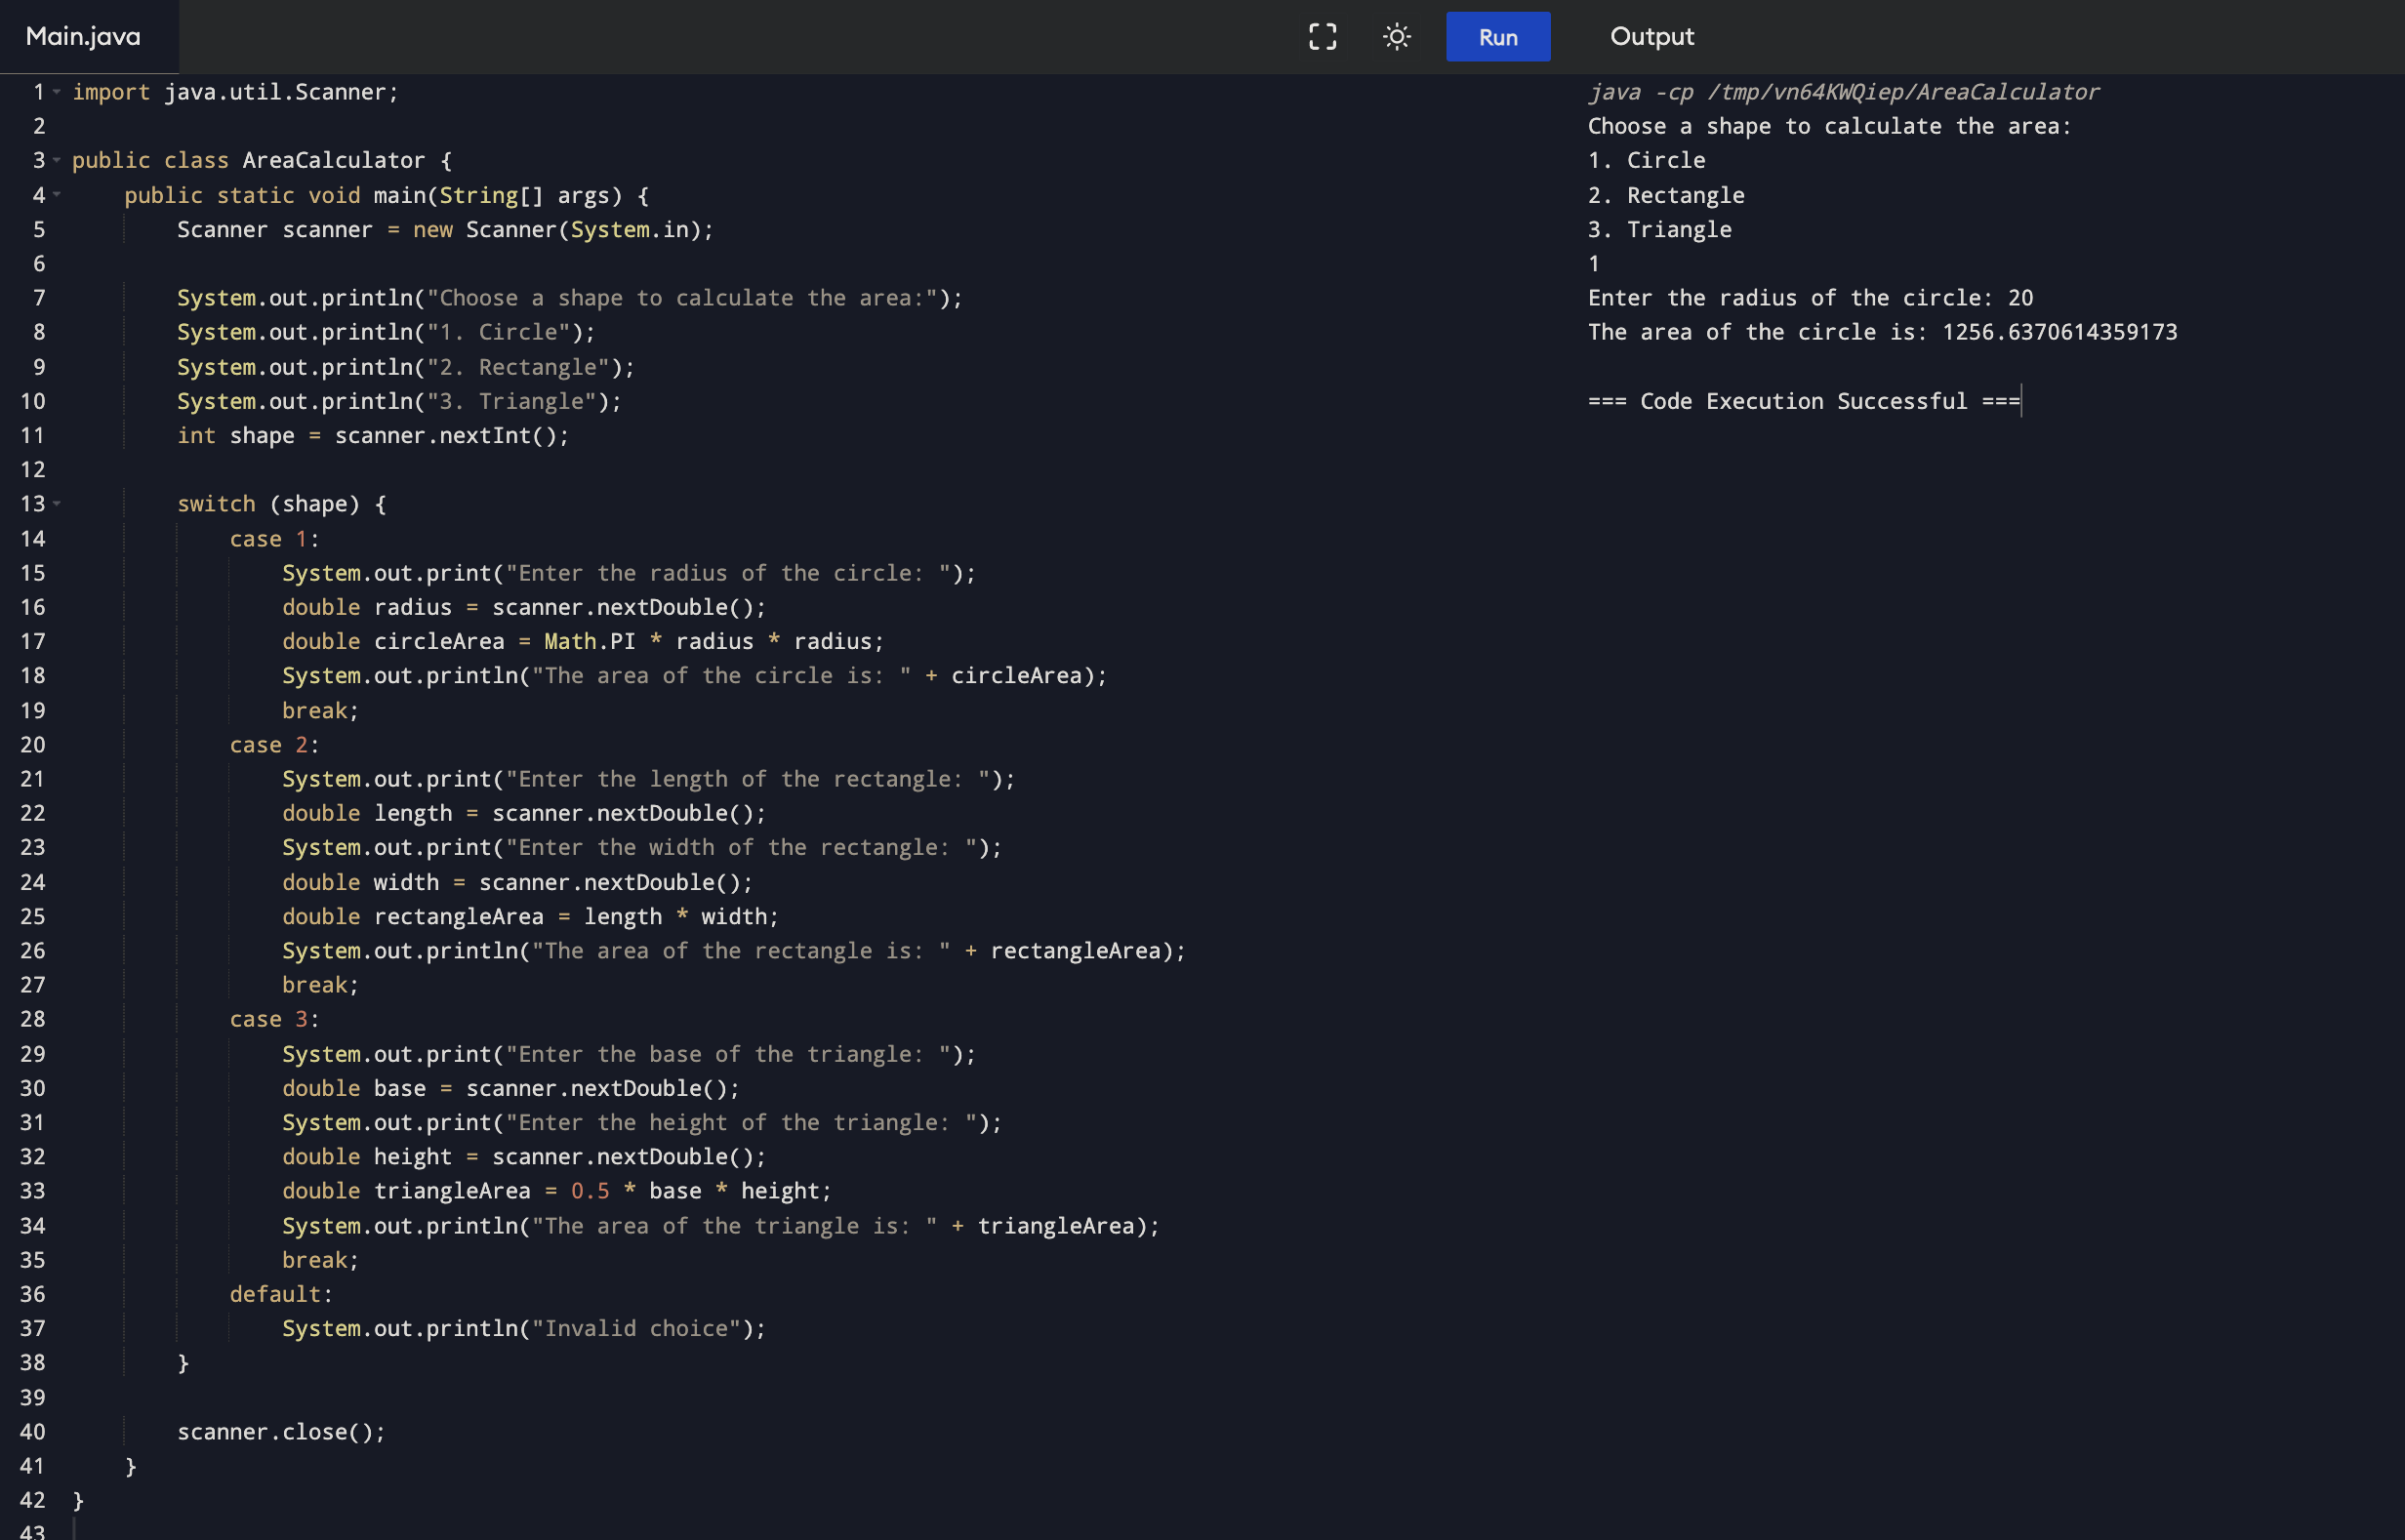 Main.java
Run
Output
1 import java.util.Scanner;
2
3 public class AreaCalculator {
4     public static void main(String[] args) {
5         Scanner scanner = new Scanner(System.in);
6
7         System.out.println("Choose a shape to calculate the area:");
8         System.out.println("1. Circle");
9         System.out.println("2. Rectangle");
10         System.out.println("3. Triangle");
11         int shape = scanner.nextInt();
12
13         switch (shape) {
14             case 1:
15                 System.out.print("Enter the radius of the circle: ");
16                 double radius = scanner.nextDouble();
17                 double circleArea = Math.PI * radius * radius;
18                 System.out.println("The area of the circle is: " + circleArea);
19                 break;
20             case 2:
21                 System.out.print("Enter the length of the rectangle: ");
22                 double length = scanner.nextDouble();
23                 System.out.print("Enter the width of the rectangle: ");
24                 double width = scanner.nextDouble();
25                 double rectangleArea = length * width;
26                 System.out.println("The area of the rectangle is: " + rectangleArea);
27                 break;
28             case 3:
29                 System.out.print("Enter the base of the triangle: ");
30                 double base = scanner.nextDouble();
31                 System.out.print("Enter the height of the triangle: ");
32                 double height = scanner.nextDouble();
33                 double triangleArea = 0.5 * base * height;
34                 System.out.println("The area of the triangle is: " + triangleArea);
35                 break;
36             default:
37                 System.out.println("Invalid choice");
38         }
39
40         scanner.close();
41     }
42 }
43
java -cp /tmp/vn64KWQiep/AreaCalculator
Choose a shape to calculate the area:
1. Circle
2. Rectangle
3. Triangle
1
Enter the radius of the circle: 20
The area of the circle is: 1256.6370614359173
=== Code Execution Successful ===